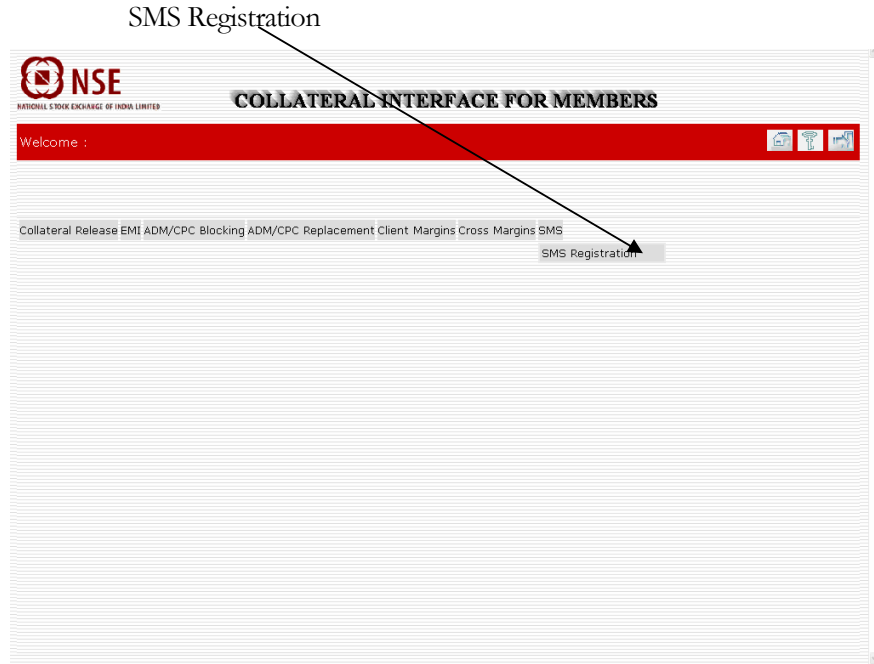 SMS Registration
NSE
NATIONAL STOCK EXCHANGE OF INDIA LIMITED
COLLATERAL INTERFACE FOR MEMBERS
Welcome :
Collateral Release EMI ADM/CPC Blocking ADM/CPC Replacement Client Margins Cross Margins SMS
SMS Registration